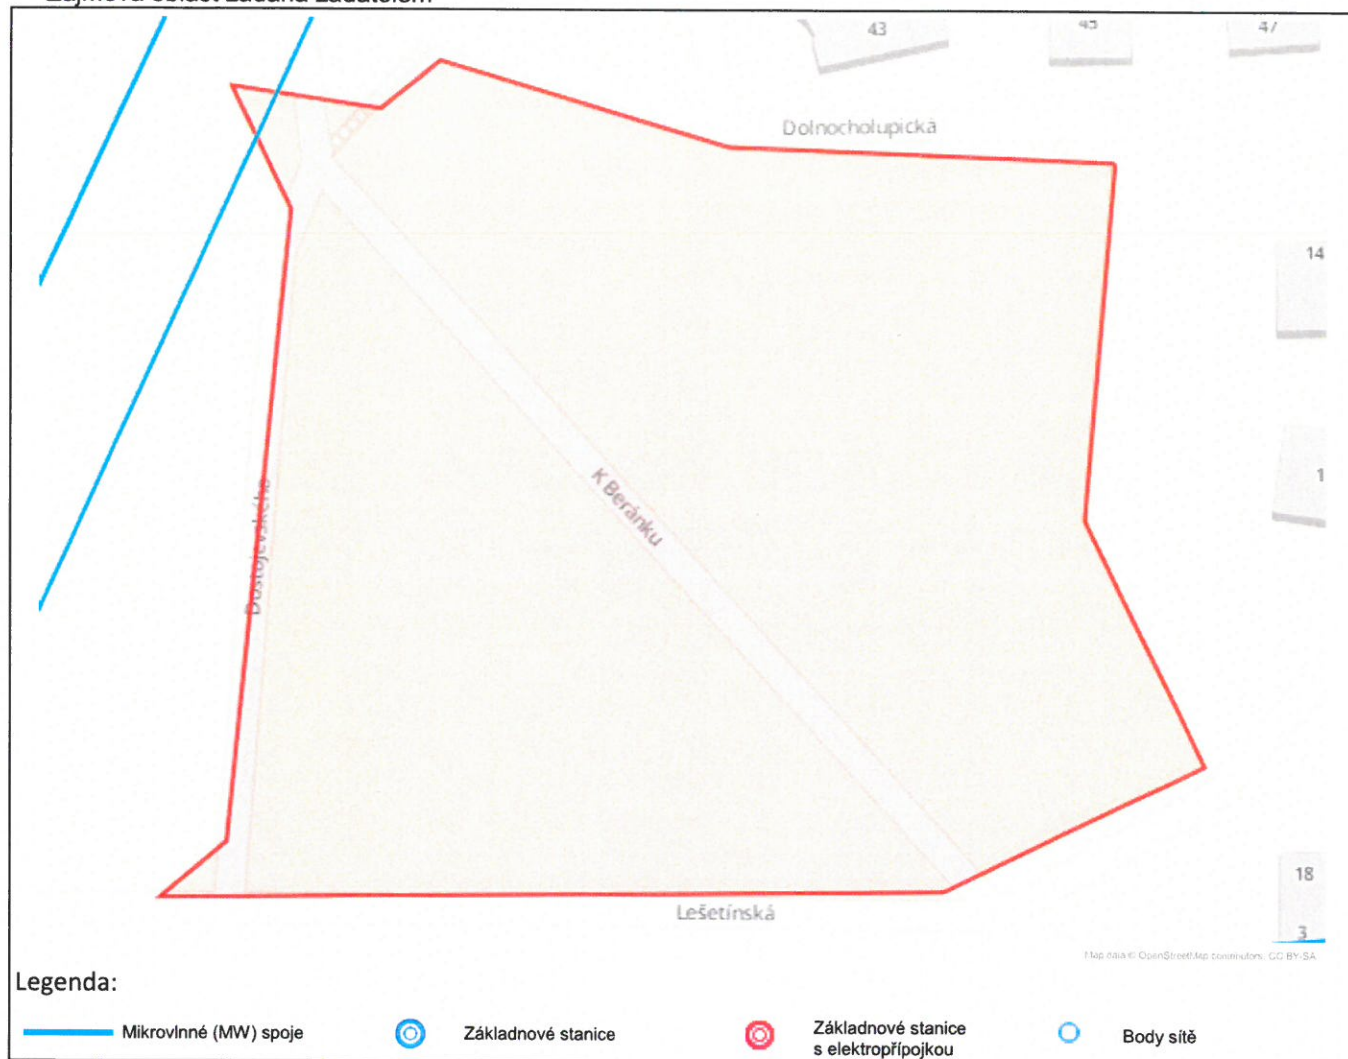 43
45
47
Dolnocholupická
14
K Beránku
1
Dostojevského
18
Lešetínská
3
Map data © OpenStreetMap contributors, CC BY-SA
Legenda:
Mikrovlnné (MW) spoje
Základnové stanice
Základnové stanice
s elektropřípojkou
Body sítě